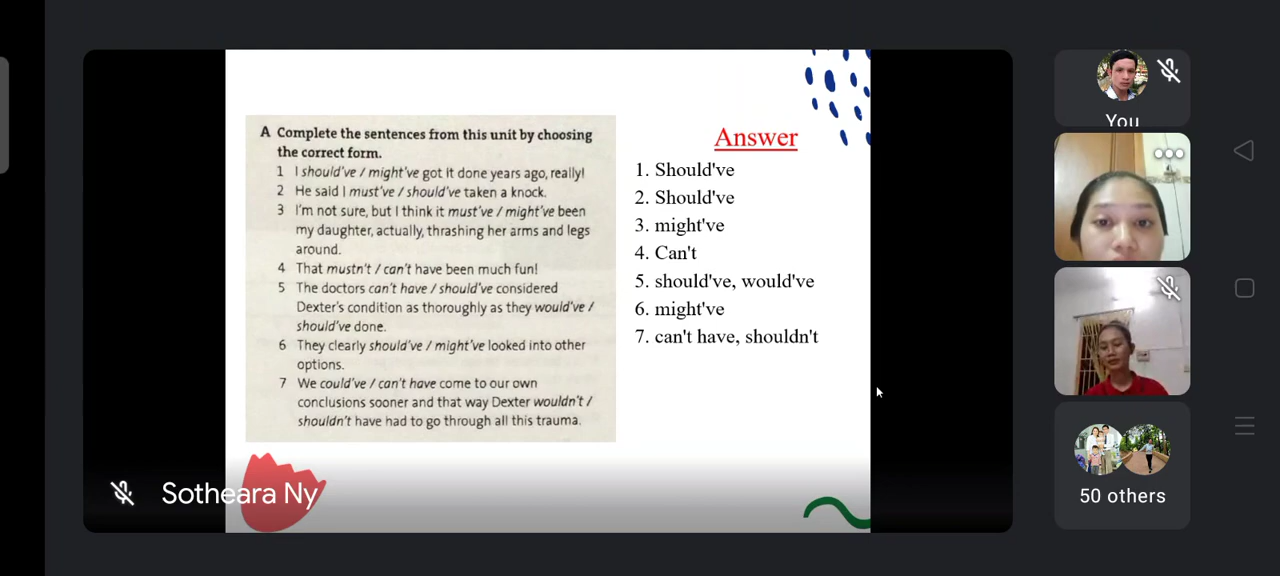 A Complete the sentences from this unit by choosing
the correct form.
1 I should've / might've got it done years ago, really!
2 He said I must've / should've taken a knock.
3 I'm not sure, but I think it must've / might've been
my daughter, actually, thrashing her arms and legs
around.
4 That mustn't / can't have been much fun!
5 The doctors can't have / should've considered
Dexter's condition as thoroughly as they would've /
should've done.
6 They clearly should've / might've looked into other
options.
7 We could've / can't have come to our own
conclusions sooner and that way Dexter wouldn't /
shouldn't have had to go through all this trauma.
Answer
1. Should've
2. Should've
3. might've
4. Can't
5. should've, would've
6. might've
7. can't have, shouldn't
Sotheara Ny
You
50 others